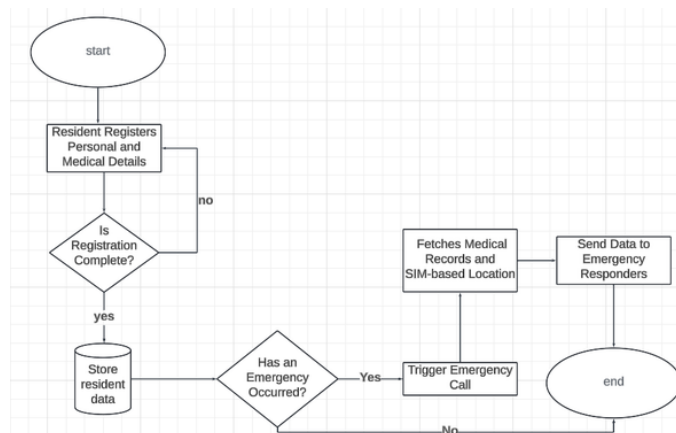 start
Resident Registers
Personal and
Medical Details
no
Is
Registration
Complete?
yes
Store
resident
data
Has an
Emergency
Occurred?
Yes
Trigger Emergency
Call
Fetches Medical
Records and
SIM-based Location
Send Data to
Emergency
Responders
end
No